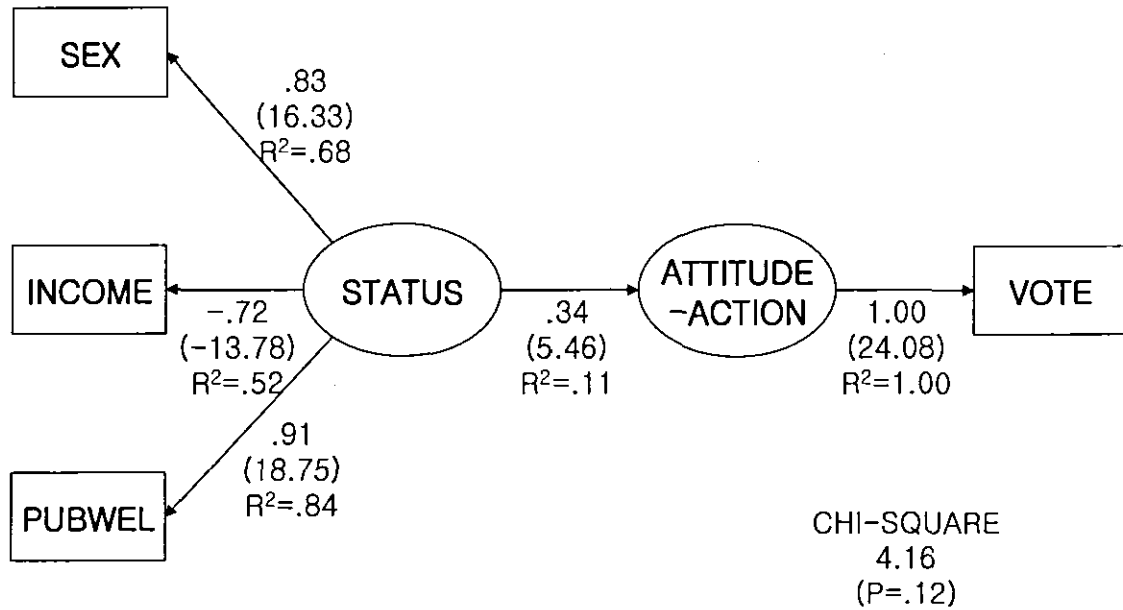 SEX
.83
(16.33)
R²=.68
INCOME
-.72
(-13.78)
R²=.52
STATUS
.34
(5.46)
R²=.11
ATTITUDE
-ACTION
1.00
(24.08)
R²=1.00
VOTE
.91
(18.75)
R²=.84
PUBWEL
CHI-SQUARE
4.16
(P=.12)